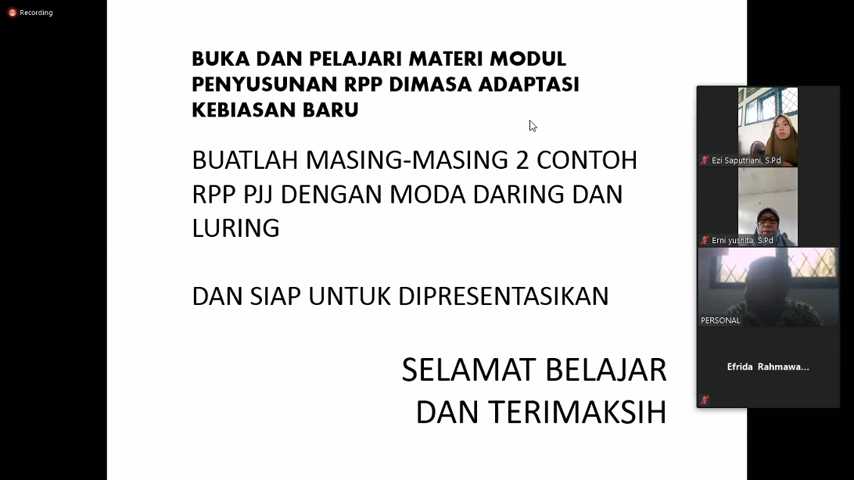 Recording
BUKA DAN PELAJARI MATERI MODUL
PENYUSUNAN RPP DIMASA ADAPTASI
KEBIASAN BARU
BUATLAH MASING-MASING 2 CONTOH
RPP PJJ DENGAN MODA DARING DAN
LURING
DAN SIAP UNTUK DIPRESENTASIKAN
SELAMAT BELAJAR
DAN TERIMAKSIH
Ezi Saputriani, S.Pd
Erni yusnita, S.Pd
PERSONAL
Efrida Rahmawa...